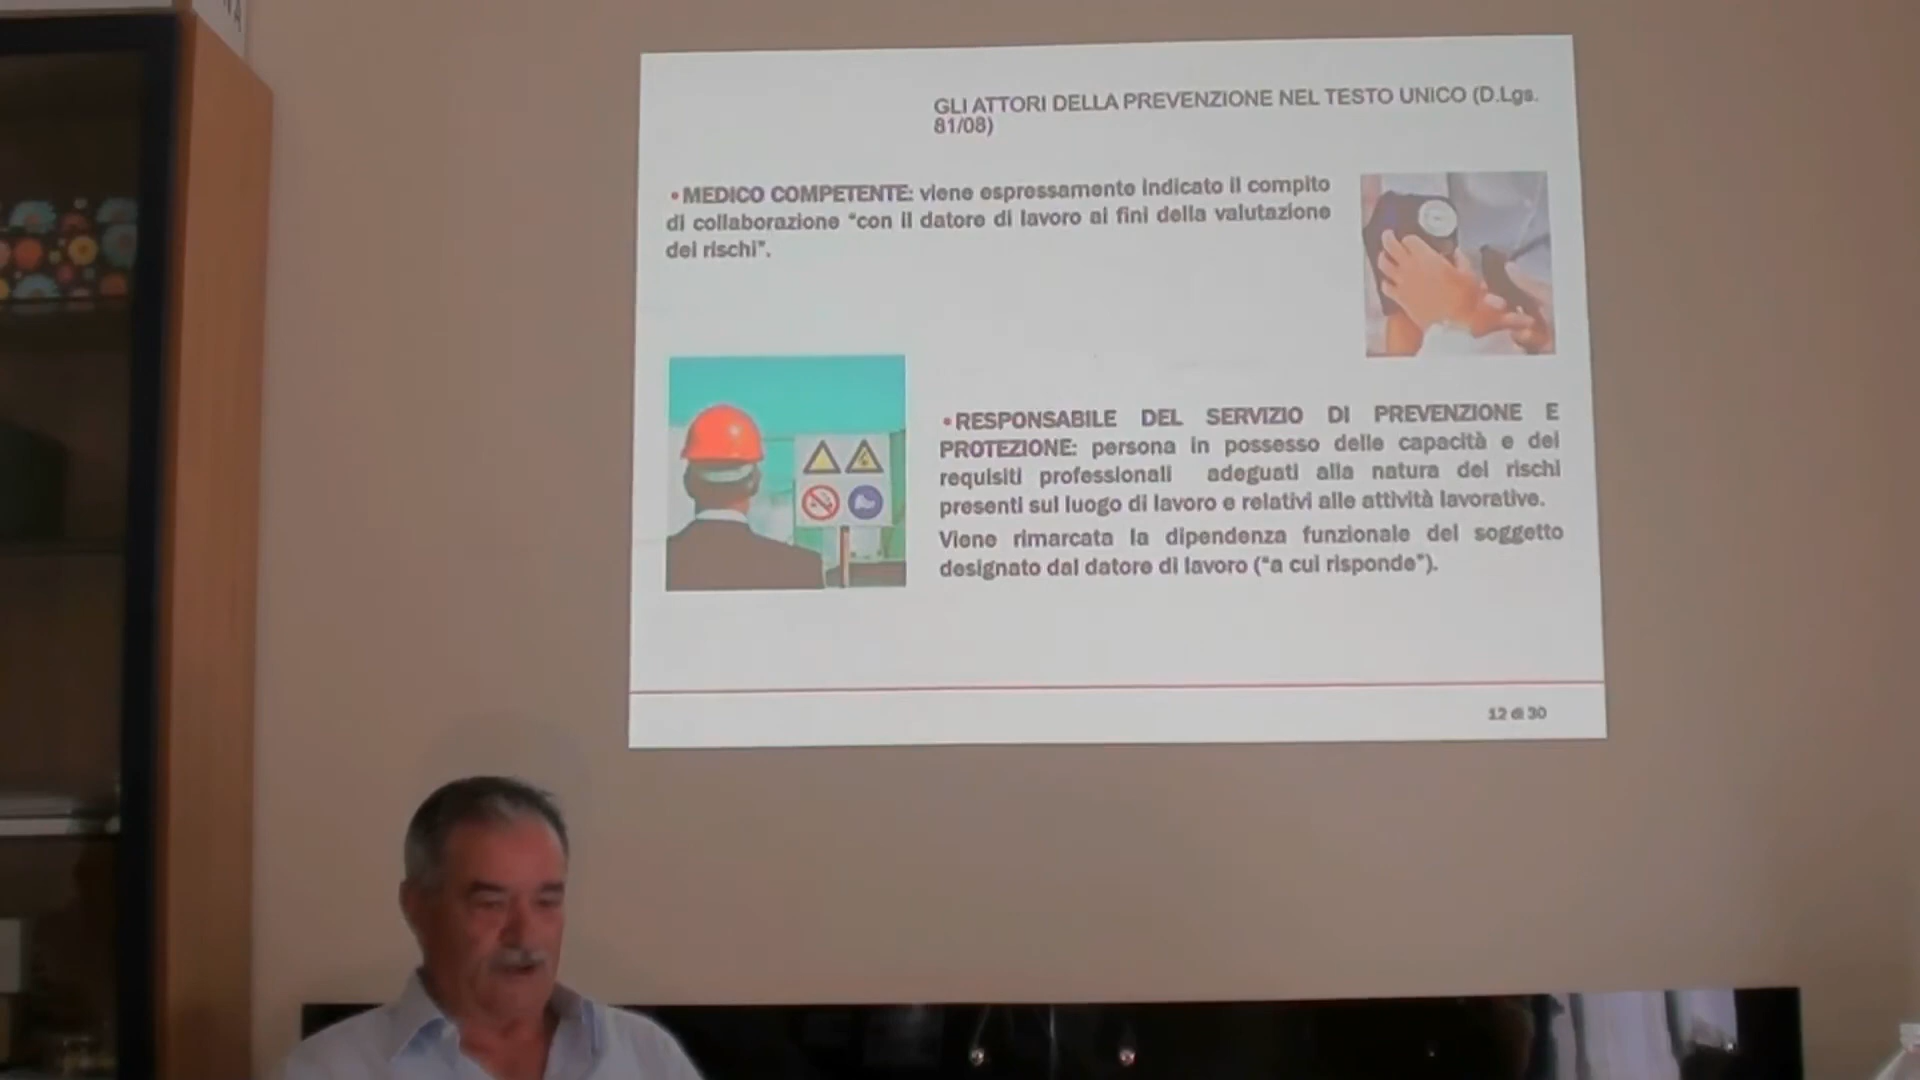 GLI ATTORI DELLA PREVENZIONE NEL TESTO UNICO (D.Lgs.
81/08)
•MEDICO COMPETENTE: viene espressamente indicato il compito
di collaborazione “con il datore di lavoro ai fini della valutazione
dei rischi”.
•RESPONSABILE DEL SERVIZIO DI PREVENZIONE E
PROTEZIONE: persona in possesso delle capacità e dei
requisiti professionali adeguati alla natura dei rischi
presenti sul luogo di lavoro e relativi alle attività lavorative.
Viene rimarcata la dipendenza funzionale del soggetto
designato dal datore di lavoro (“a cui risponde”).
12 di 30